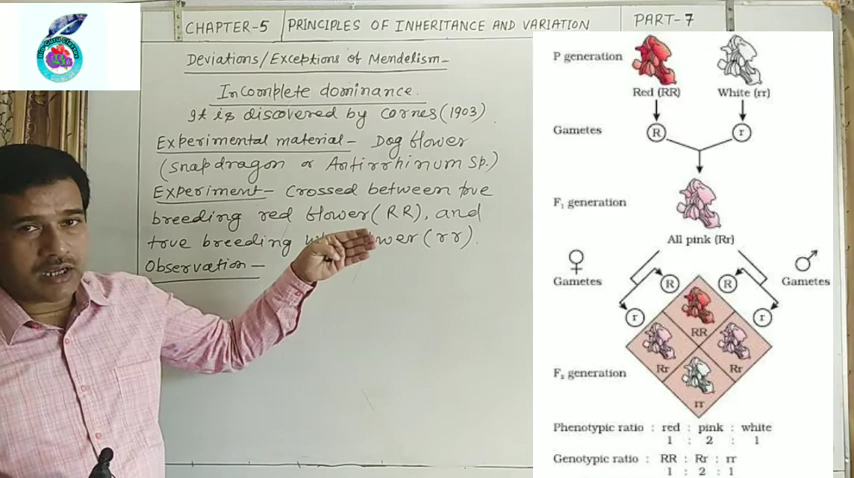 CHAPTER-5 PRINCIPLES OF INHERITANCE AND VARIATION PART-7
Deviations/Exceptions of Mendelism-
Incomplete dominance.
It is discovered by Cornes (1903)
Experimental material - Dog flower
(Snapdragon or Antirrhinum Sp.)
Experiment - Crossed between true
breeding red flower (RR), and
true breeding flower (rr).
Observation -
P generation
Red (RR) White (rr)
Gametes R r
F₁ generation
All pink (Rr)
Gametes R R Gametes
r r
RR
Rr Rr
F₂ generation
rr
Phenotypic ratio : red : pink : white
1 : 2 : 1
Genotypic ratio : RR : Rr : rr
1 : 2 : 1